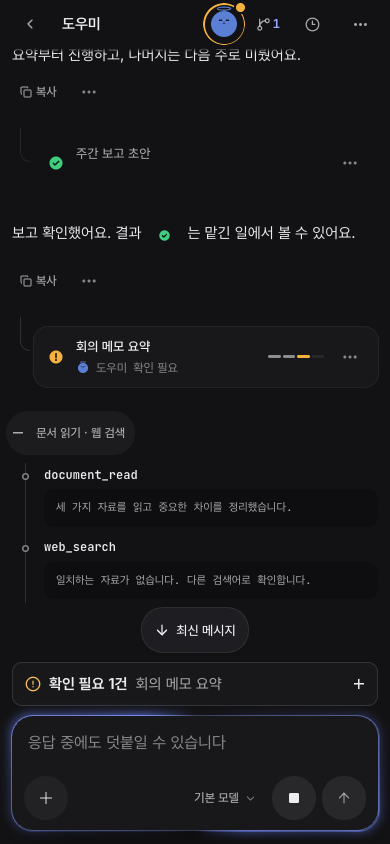 도우미
1
요약부터 진행하고, 나머지는 다음 주로 미뤘어요.
복사
주간 보고 초안
보고 확인했어요. 결과 는 맡긴 일에서 볼 수 있어요.
복사
회의 메모 요약
도우미 확인 필요
문서 읽기 · 웹 검색
document_read
세 가지 자료를 읽고 중요한 차이를 정리했습니다.
web_search
일치하는 자료가 없습니다. 다른 검색어로 확인합니다.
최신 메시지
확인 필요 1건 회의 메모 요약
응답 중에도 덧붙일 수 있습니다
기본 모델